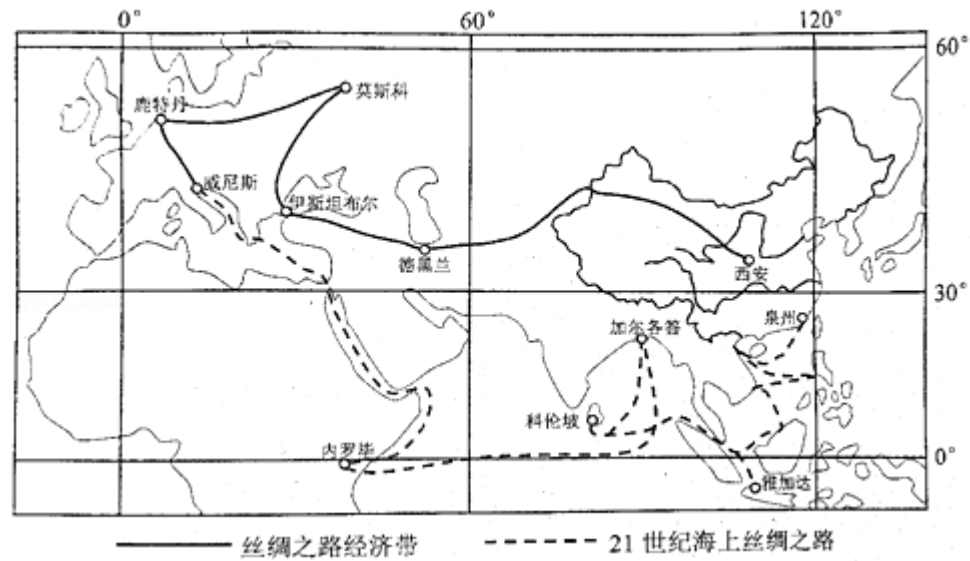 0° 60° 120°
60°
莫斯科
鹿特丹
威尼斯
伊斯坦布尔
德黑兰
西安
30°
泉州
加尔各答
科伦坡
内罗毕
0°
雅加达
丝绸之路经济带
21世纪海上丝绸之路